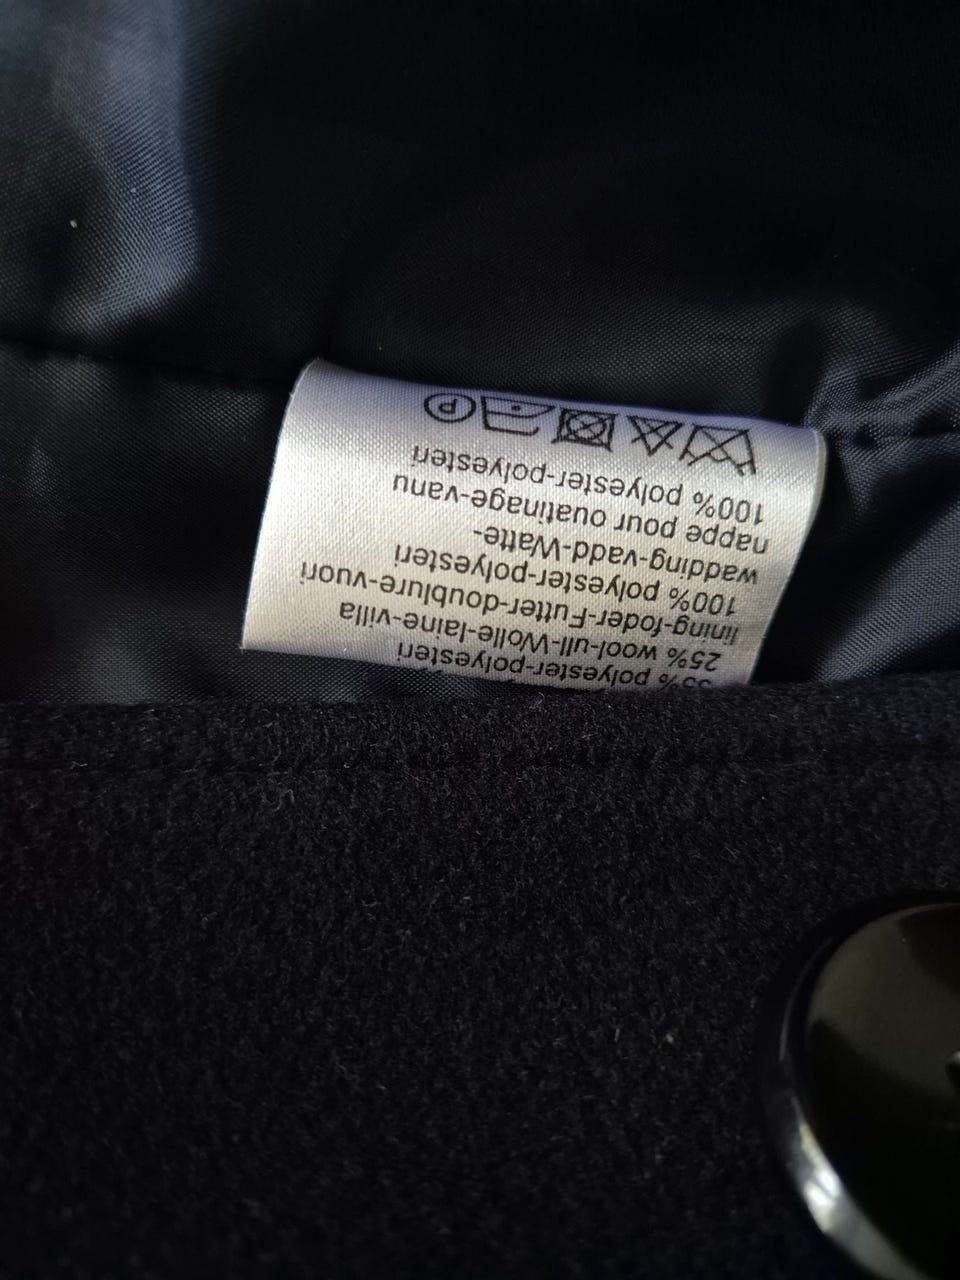 polyester-polyesteri
25% wool-ull-Wolle-laine-villa
lining-foder-Futter-doublure-vuori
100% polyester-polyesteri
wadding-vadd-Watte-
nappe pour ouatinage-vanu
100% polyester-polyesteri
P